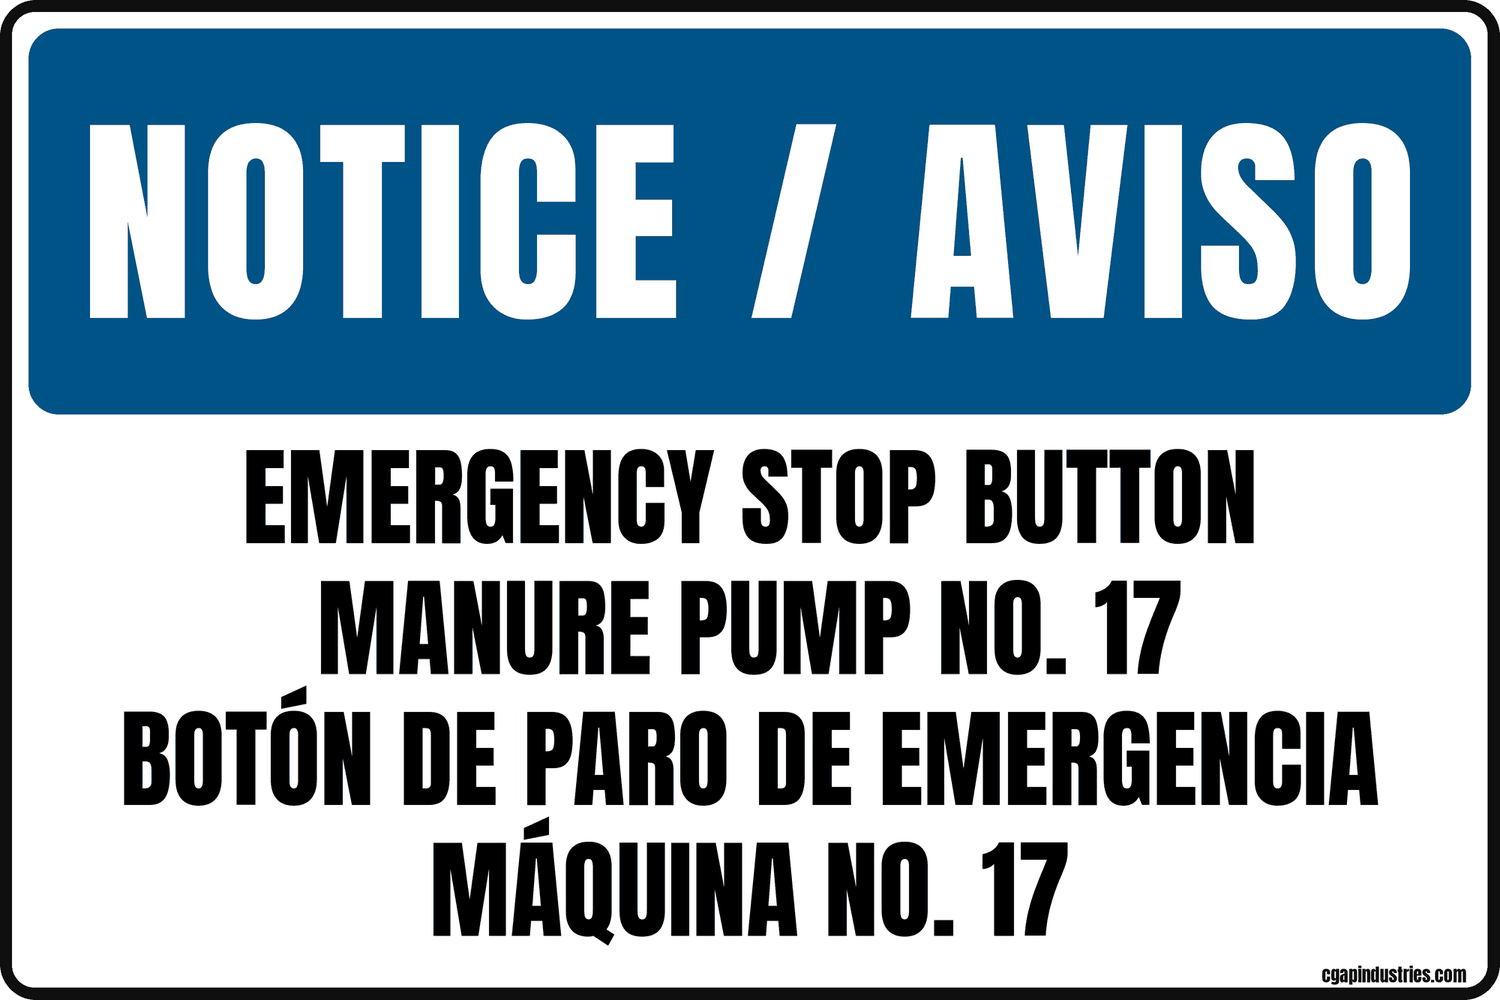 NOTICE / AVISO
EMERGENCY STOP BUTTON
MANURE PUMP NO. 17
BOTÓN DE PARO DE EMERGENCIA
MÁQUINA NO. 17
cgapindustries.com